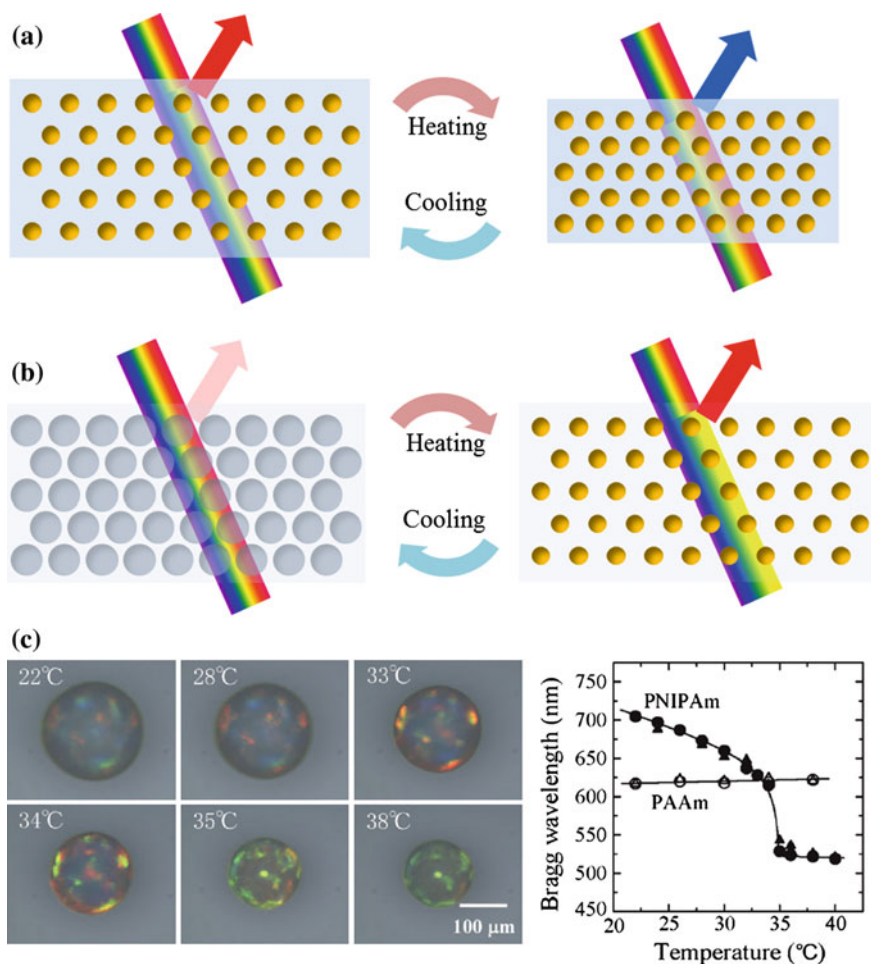 (a)
Heating
Cooling
(b)
Heating
Cooling
(c)
22℃
28℃
33℃
34℃
35℃
38℃
100 μm
Bragg wavelength (nm)
750
700
650
600
550
500
450
PNIPAm
PAAm
20 25 30 35 40
Temperature (℃)